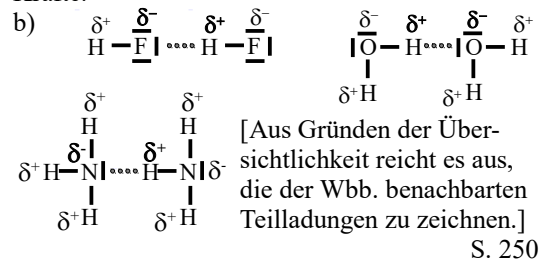 b)
δ⁺ δ⁻ δ⁺ δ⁻
H F H F
δ⁻ δ⁺ δ⁻ δ⁺
O H O H
δ⁺H δ⁺H
δ⁺ δ⁺
H H
δ⁻ δ⁺
δ⁺H N H N δ⁻
H H
δ⁺ δ⁺
[Aus Gründen der Über-
sichtlichkeit reicht es aus,
die der Wbb. benachbarten
Teilladungen zu zeichnen.]
S. 250